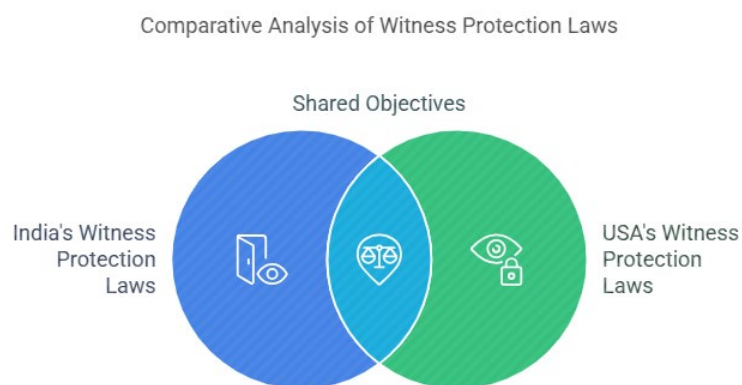 Comparative Analysis of Witness Protection Laws
Shared Objectives
India's Witness
Protection
Laws
USA's Witness
Protection
Laws